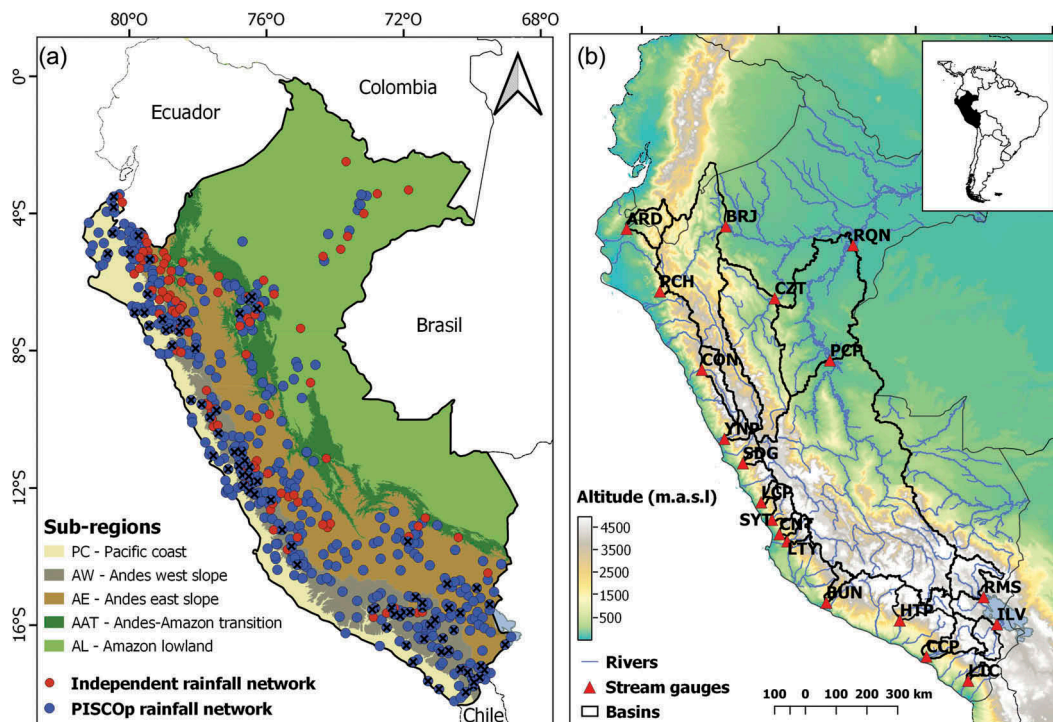 80°O 76°O 72°O 68°O
(a)
0°
4°S
8°S
12°S
16°S
Ecuador
Colombia
Brasil
Chile
Sub-regions
PC - Pacific coast
AW - Andes west slope
AE - Andes east slope
AAT - Andes-Amazon transition
AL - Amazon lowland
Independent rainfall network
PISCOp rainfall network
(b)
ARD
BRJ
RQN
PCH
CZT
PCP
CON
YNP
SDG
LGP
SYT
CNT
LTY
BUN
HTP
RMS
ILV
CCP
LIC
Altitude (m.a.s.l)
4500
3500
2500
1500
500
Rivers
Stream gauges
Basins
100 0 100 200 300 km